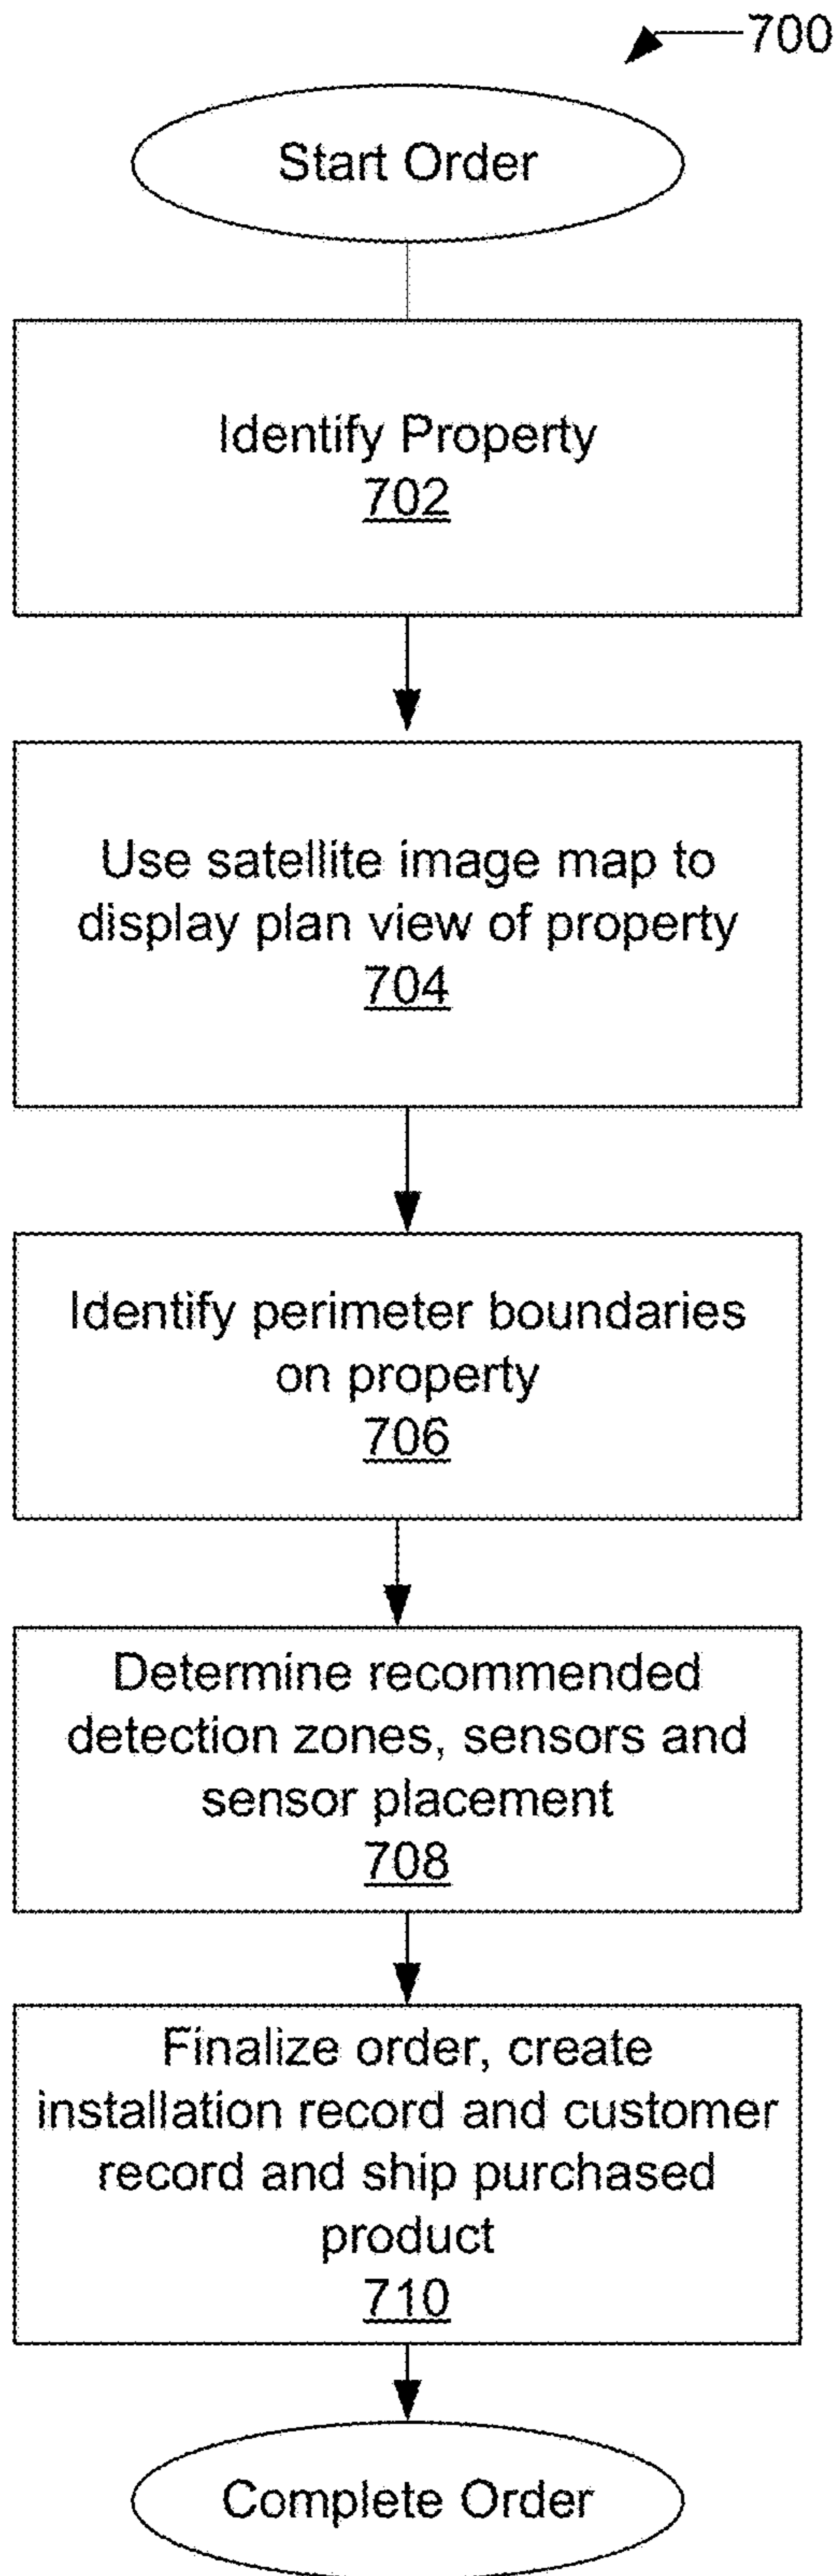 700
Start Order
Identify Property
702
Use satellite image map to
display plan view of property
704
Identify perimeter boundaries
on property
706
Determine recommended
detection zones, sensors and
sensor placement
708
Finalize order, create
installation record and customer
record and ship purchased
product
710
Complete Order